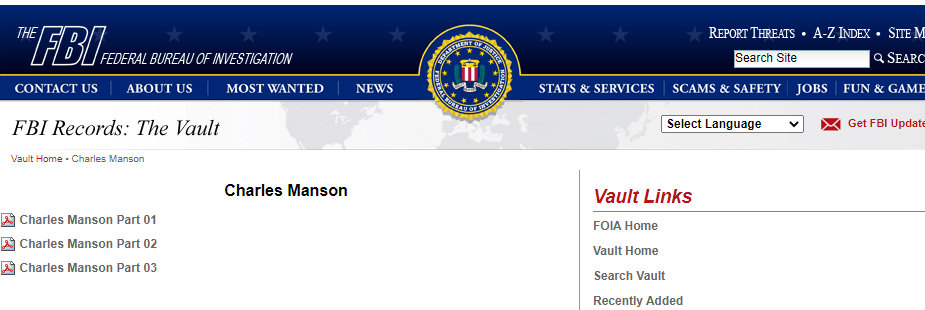 THE FBI FEDERAL BUREAU OF INVESTIGATION
REPORT THREATS • A-Z INDEX • SITE M
Search Site SEARC
CONTACT US ABOUT US MOST WANTED NEWS STATS & SERVICES SCAMS & SAFETY JOBS FUN & GAME
DEPARTMENT OF JUSTICE
FEDERAL BUREAU OF INVESTIGATION
FBI Records: The Vault
Select Language Get FBI Update
Vault Home • Charles Manson
Charles Manson
Charles Manson Part 01
Charles Manson Part 02
Charles Manson Part 03
Vault Links
FOIA Home
Vault Home
Search Vault
Recently Added